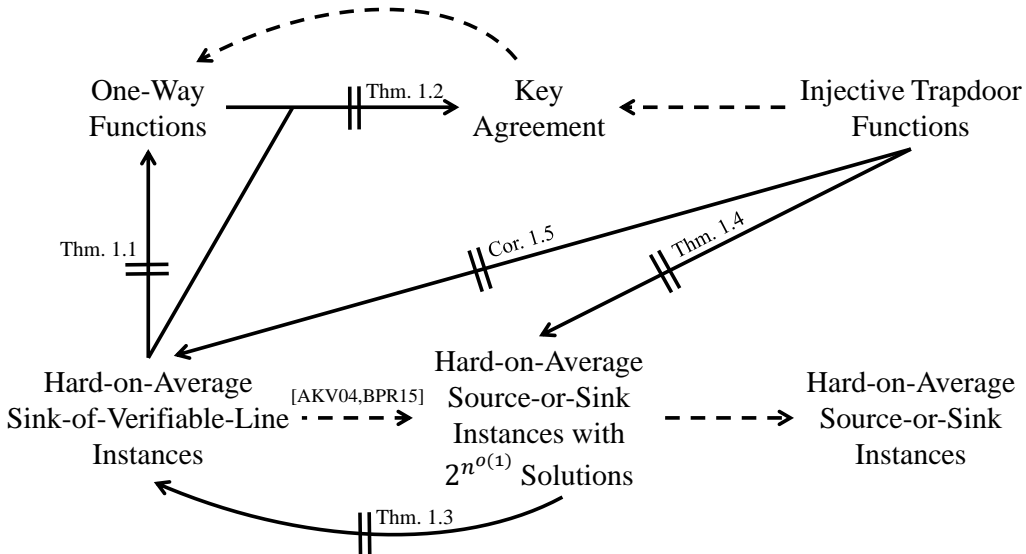 One-Way
Functions
Thm. 1.2
Key
Agreement
Injective Trapdoor
Functions
Thm. 1.1
Cor. 1.5
Thm. 1.4
Hard-on-Average
Sink-of-Verifiable-Line
Instances
[AKV04,BPR15]
Hard-on-Average
Source-or-Sink
Instances with
$2^{n^{o(1)}}$ Solutions
Hard-on-Average
Source-or-Sink
Instances
Thm. 1.3